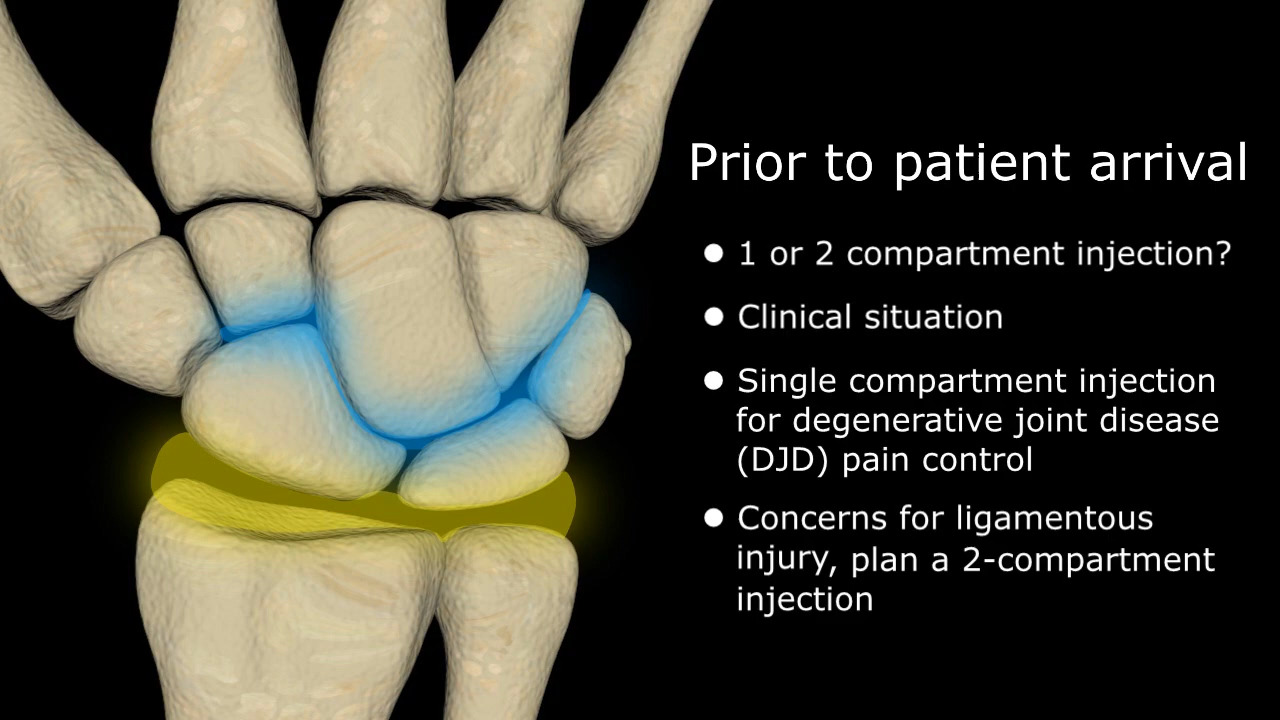 Prior to patient arrival
● 1 or 2 compartment injection?
● Clinical situation
● Single compartment injection
for degenerative joint disease
(DJD) pain control
● Concerns for ligamentous
injury, plan a 2-compartment
injection